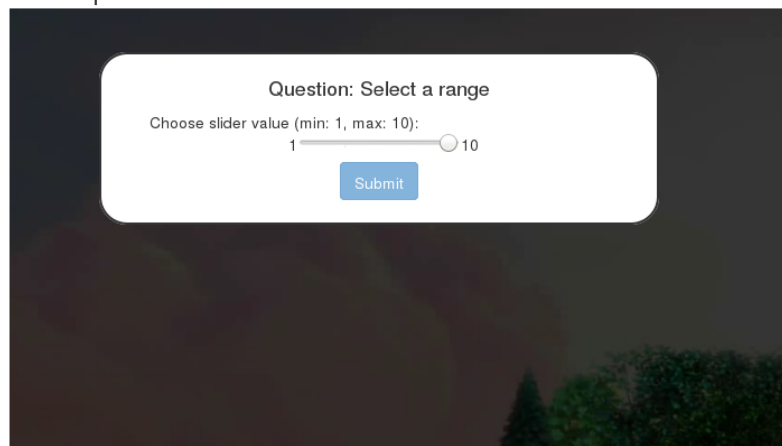 Question: Select a range
Choose slider value (min: 1, max: 10):
1 10
Submit